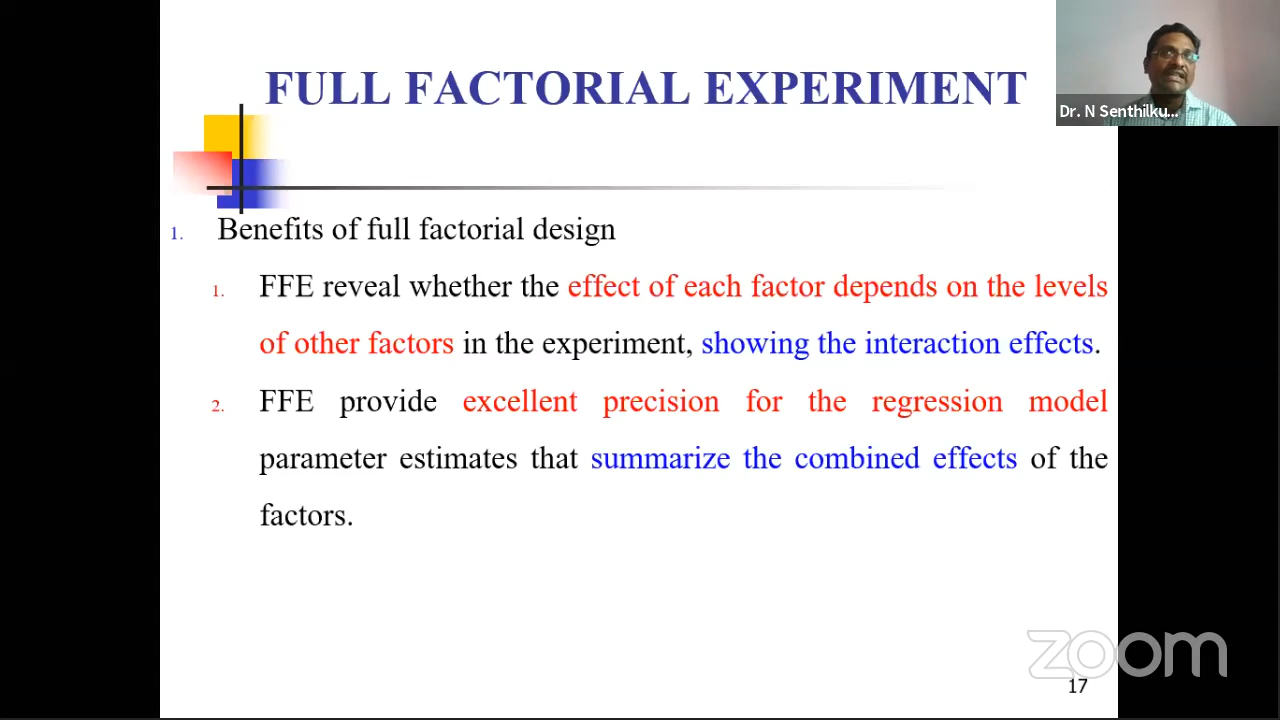 FULL FACTORIAL EXPERIMENT
Dr. N Senthilku...
1. Benefits of full factorial design
1. FFE reveal whether the effect of each factor depends on the levels
of other factors in the experiment, showing the interaction effects.
2. FFE provide excellent precision for the regression model
parameter estimates that summarize the combined effects of the
factors.
zoom
17